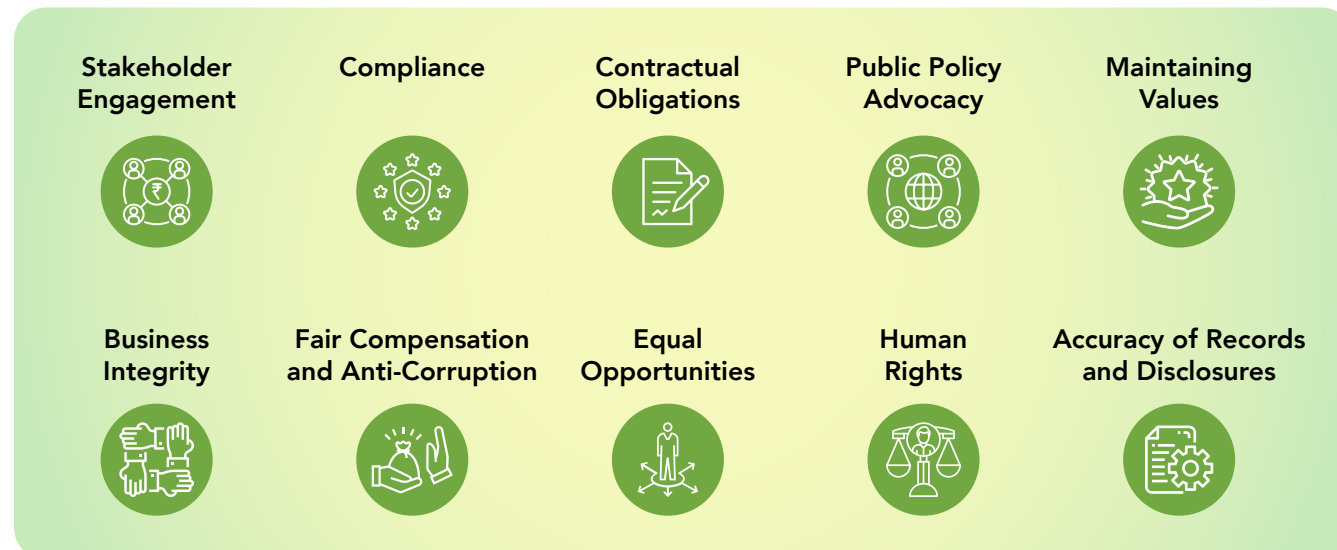 Stakeholder
Engagement
Compliance
Contractual
Obligations
Public Policy
Advocacy
Maintaining
Values
₹
Business
Integrity
Fair Compensation
and Anti-Corruption
Equal
Opportunities
Human
Rights
Accuracy of Records
and Disclosures